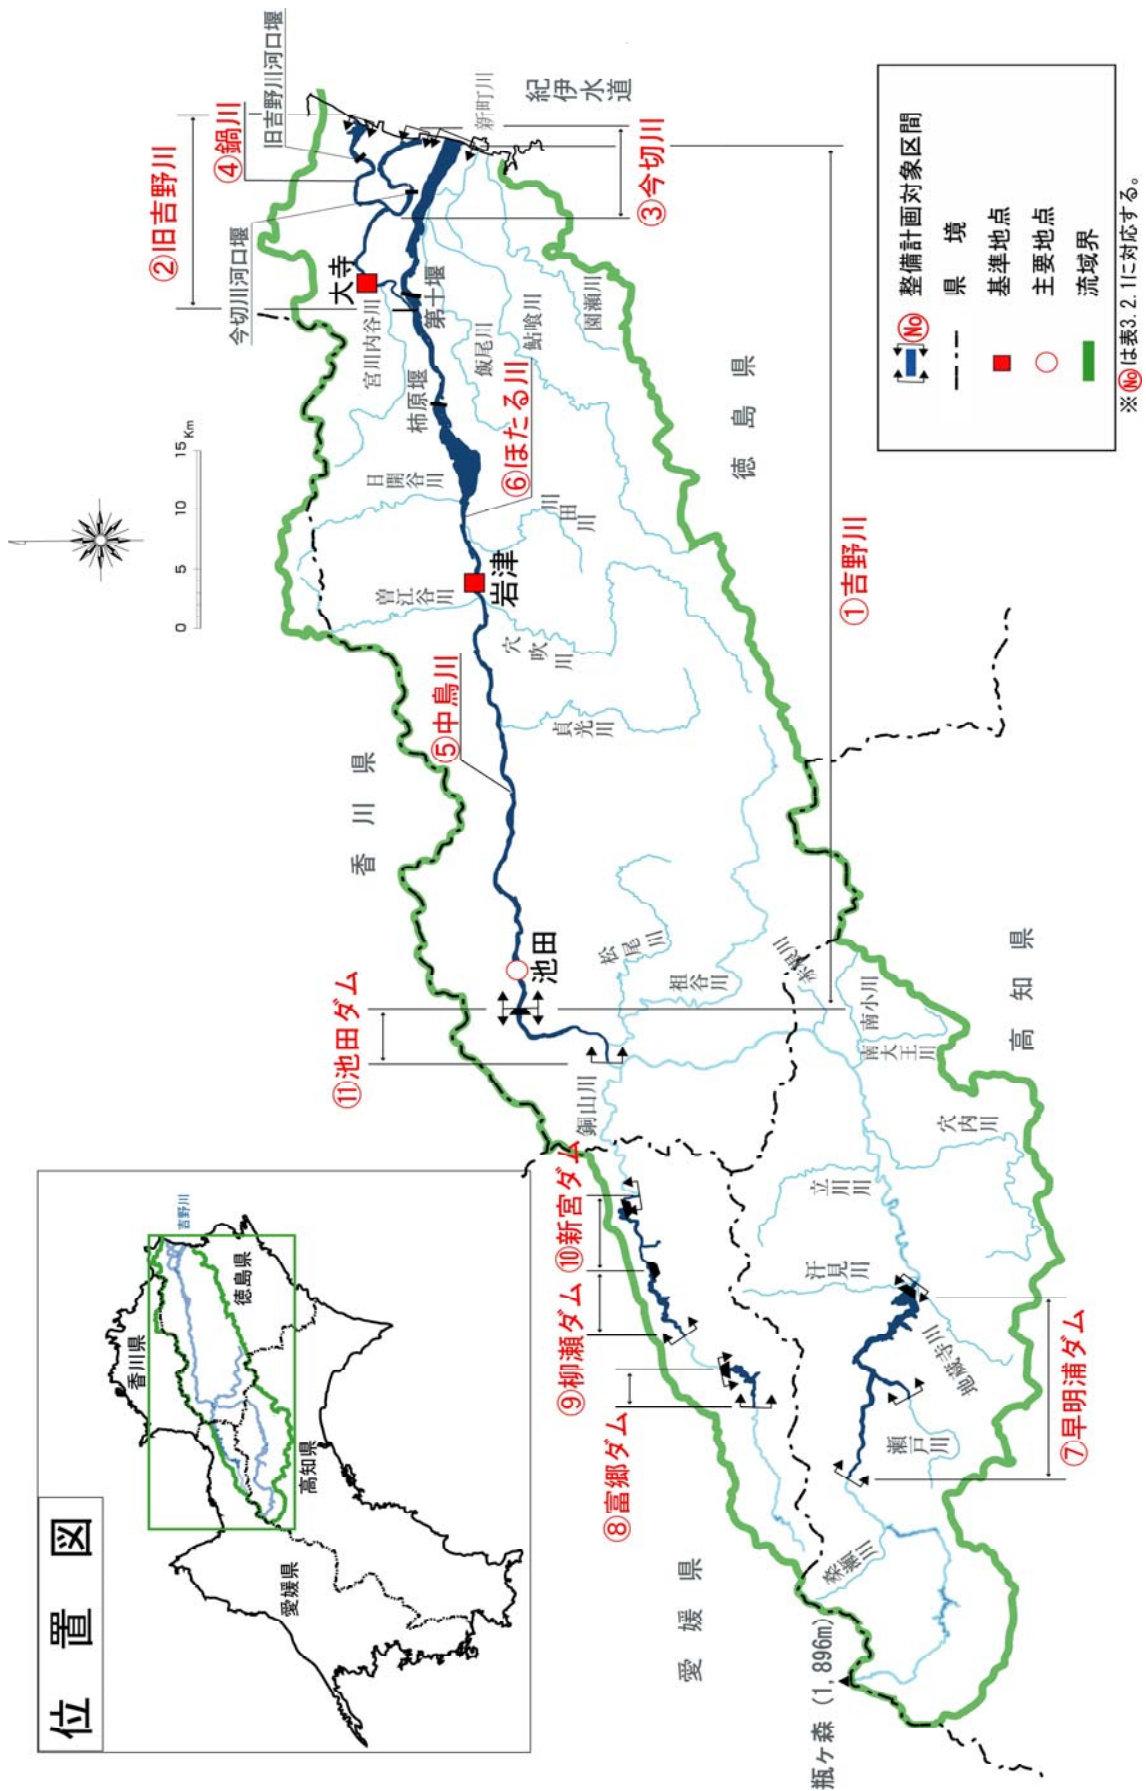 位置図
香川県
徳島県
愛媛県
高知県
吉野川
0 5 10 15 Km
②旧吉野川
④鍋川
旧吉野川河口堰
今切川河口堰
③今切川
紀伊水道
新町川
大寺
第十堰
宮川内谷川
柿原堰
飯尾川
鮎喰川
園瀬川
⑥ほたる川
日開谷川
川田川
岩津
曽江谷川
穴吹川
貞光川
⑤中鳥川
①吉野川
香川県
徳島県
池田
⑪池田ダム
松尾川
祖谷川
赤根川
南小川
南大王川
高知県
銅山川
穴内川
立川川
汗見川
地蔵寺川
瀬戸川
⑩新宮ダム
⑨柳瀬ダム
⑧富郷ダム
⑦早明浦ダム
愛媛県
瓶ヶ森 (1,896m)
No 整備計画対象区間
県境
基準地点
主要地点
流域界
※Noは表3.2.1に対応する。